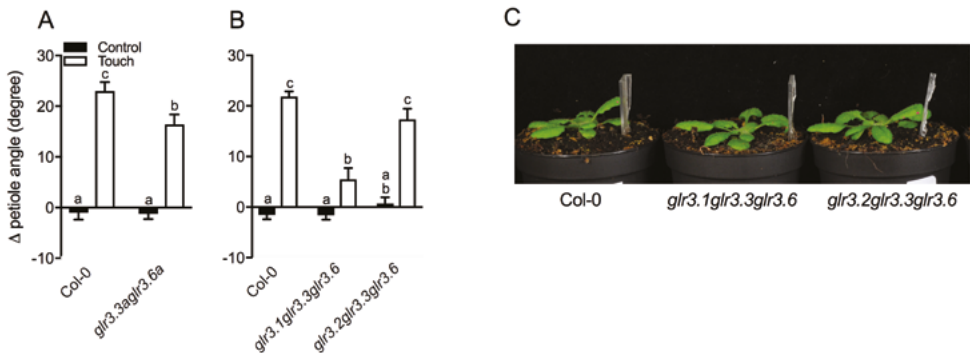 A
B
C
Control
Touch
Δ petiole angle (degree)
30
20
10
0
-10
a
c
a
b
Col-0
glr3.3aglr3.6a
30
20
10
0
-10
a
c
a
b
a
b
c
Col-0
glr3.1glr3.3glr3.6
glr3.2glr3.3glr3.6
Col-0
glr3.1glr3.3glr3.6
glr3.2glr3.3glr3.6